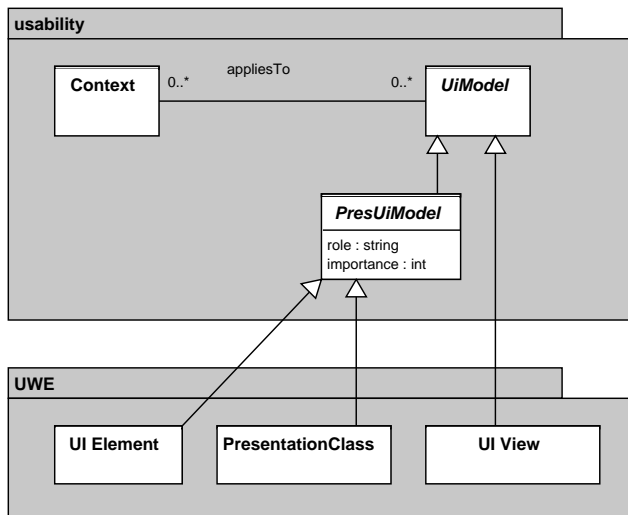 usability
Context
0..*
appliesTo
0..*
UiModel
PresUiModel
role : string
importance : int
UWE
UI Element
PresentationClass
UI View